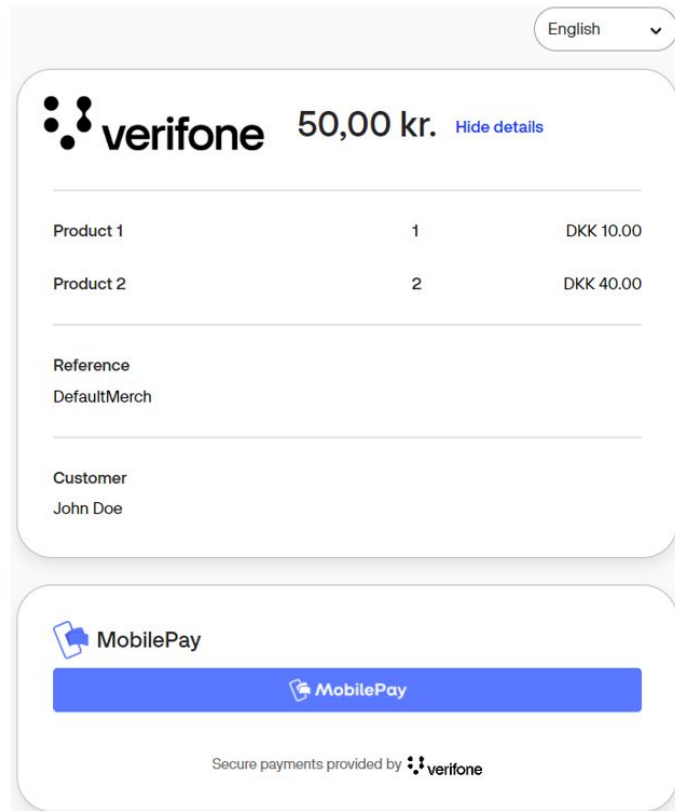 English
verifone 50,00 kr. Hide details
Product 1 1 DKK 10.00
Product 2 2 DKK 40.00
Reference
DefaultMerch
Customer
John Doe
MobilePay
MobilePay
Secure payments provided by verifone